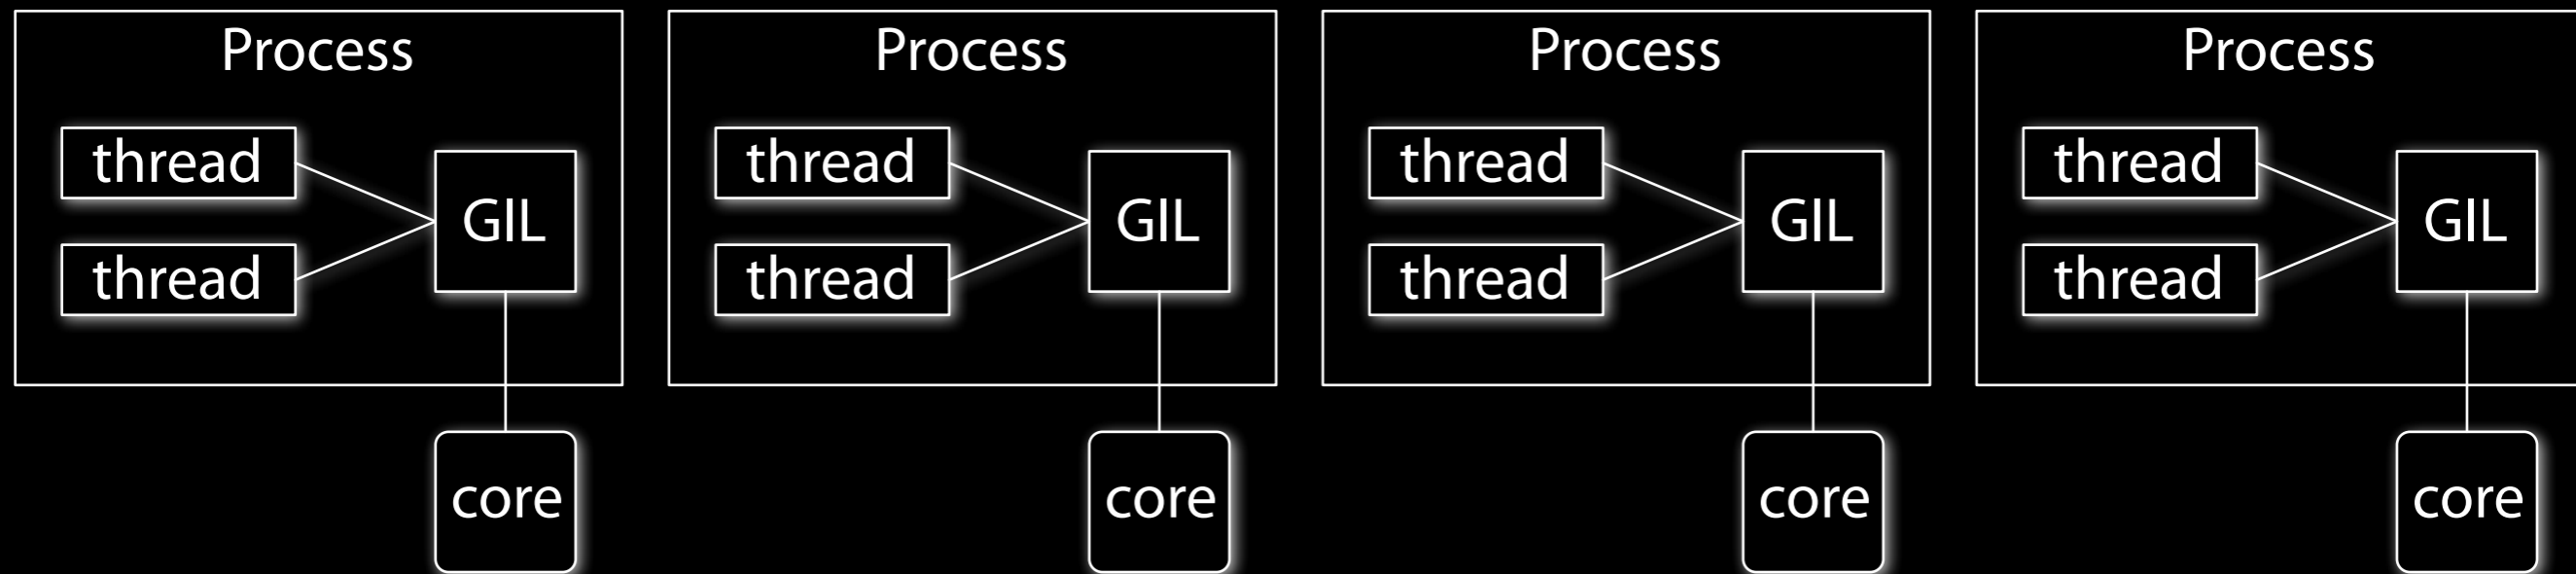 Process
thread
thread
GIL
core
Process
thread
thread
GIL
core
Process
thread
thread
GIL
core
Process
thread
thread
GIL
core